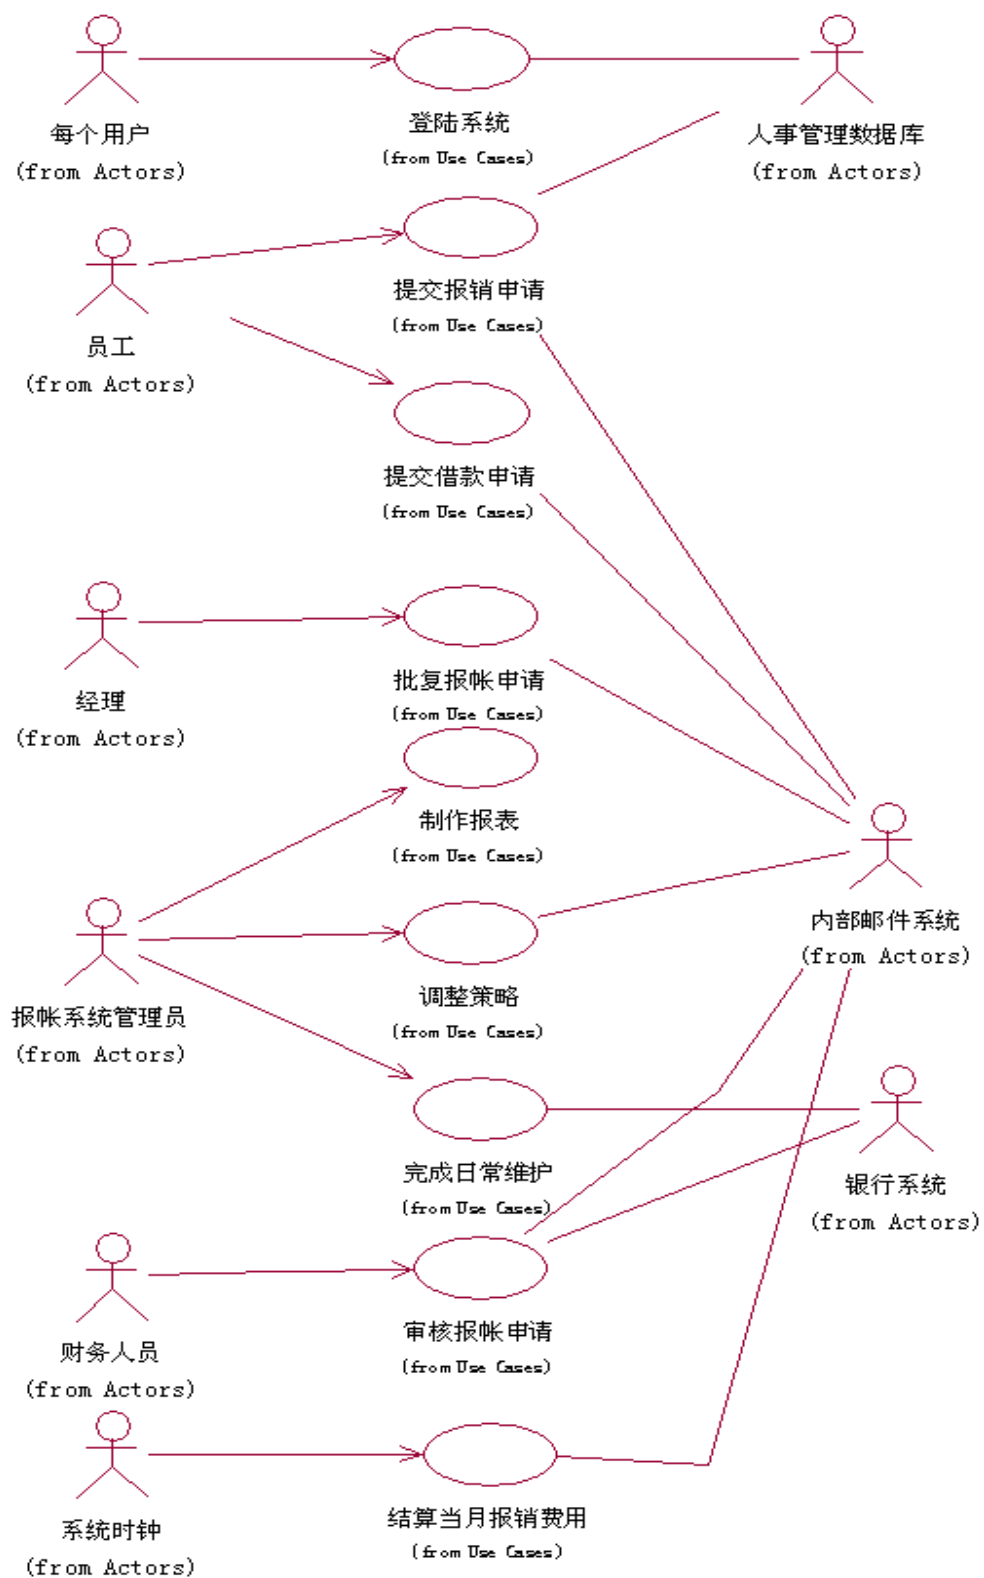 每个用户
(from Actors)
登陆系统
(from Use Cases)
人事管理数据库
(from Actors)
员工
(from Actors)
提交报销申请
(from Use Cases)
提交借款申请
(from Use Cases)
经理
(from Actors)
批复报帐申请
(from Use Cases)
制作报表
(from Use Cases)
内部邮件系统
(from Actors)
报帐系统管理员
(from Actors)
调整策略
(from Use Cases)
完成日常维护
(from Use Cases)
银行系统
(from Actors)
财务人员
(from Actors)
审核报帐申请
(from Use Cases)
系统时钟
(from Actors)
结算当月报销费用
(from Use Cases)